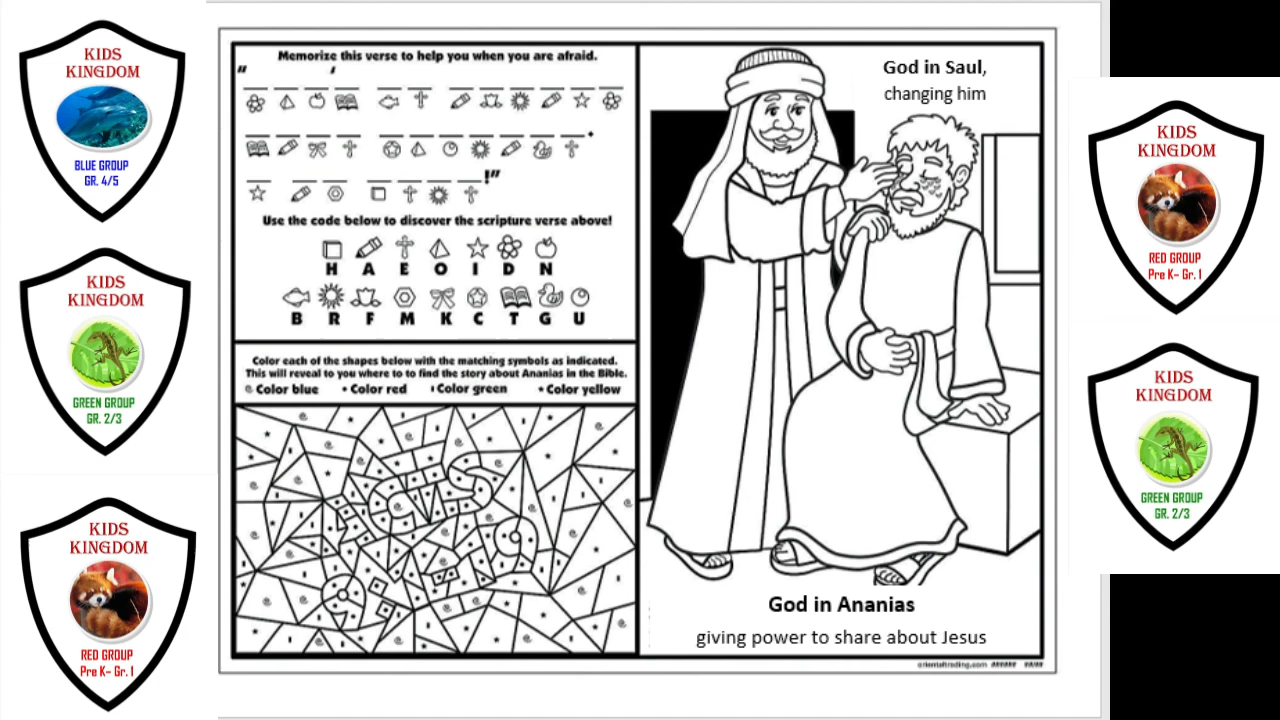 KIDS
KINGDOM
BLUE GROUP
GR. 4/5
KIDS
KINGDOM
GREEN GROUP
GR. 2/3
KIDS
KINGDOM
RED GROUP
Pre K– Gr. 1
Memorize this verse to help you when you are afraid.
Use the code below to discover the scripture verse above!
H A E O I D N
B R F M K C T G U
Color each of the shapes below with the matching symbols as indicated.
This will reveal to you where to to find the story about Ananias in the Bible.
Color blue • Color red Color green ★ Color yellow
God in Saul,
changing him
God in Ananias
giving power to share about Jesus
orientaltrading.com
KIDS
KINGDOM
RED GROUP
Pre K– Gr. 1
KIDS
KINGDOM
GREEN GROUP
GR. 2/3